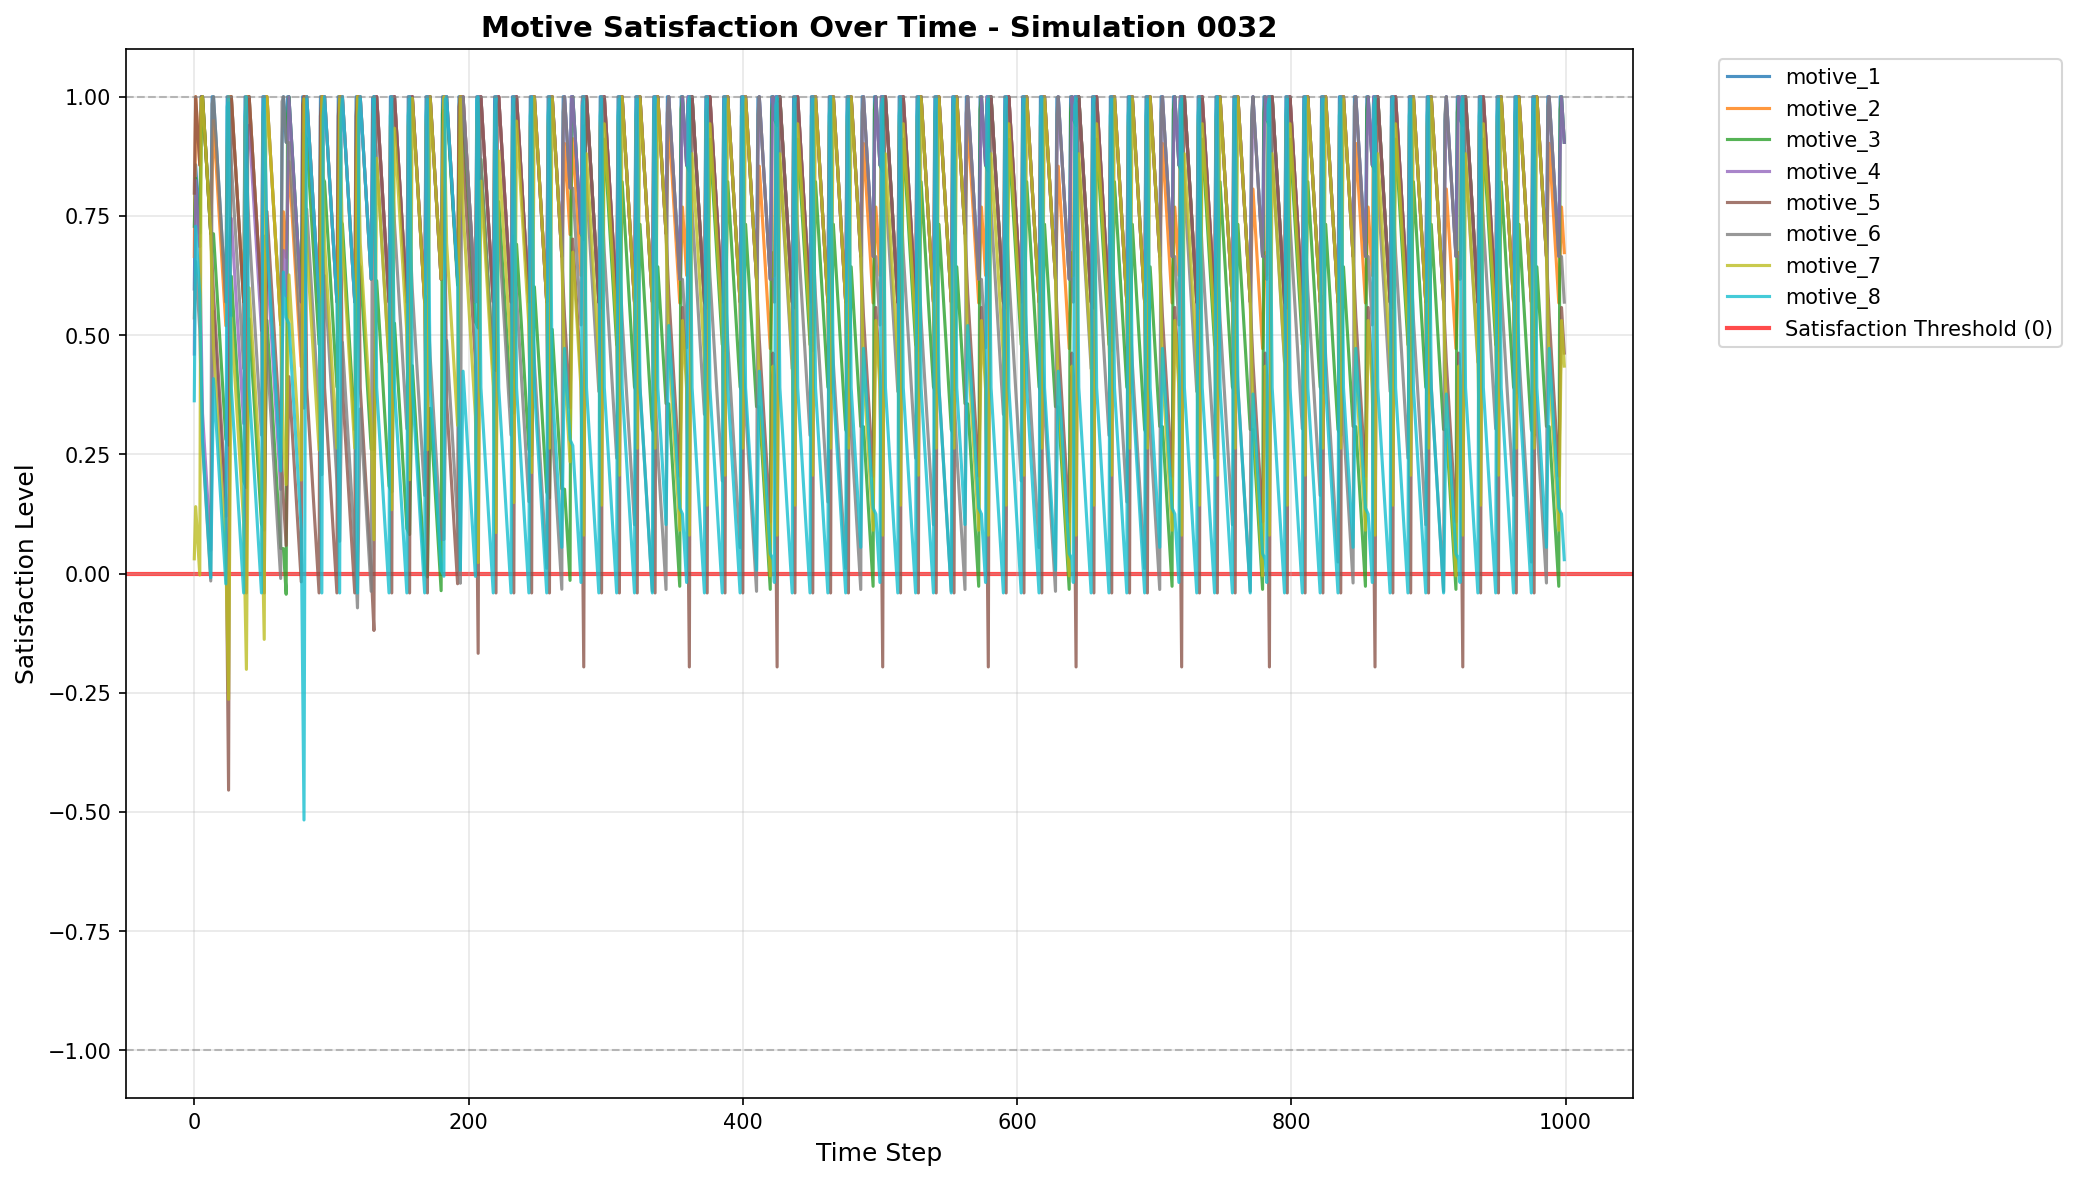 Motive Satisfaction Over Time - Simulation 0032
1.00
0.75
0.50
0.25
0.00
−0.25
−0.50
−0.75
−1.00
Satisfaction Level
0 200 400 600 800 1000
Time Step
motive_1
motive_2
motive_3
motive_4
motive_5
motive_6
motive_7
motive_8
Satisfaction Threshold (0)